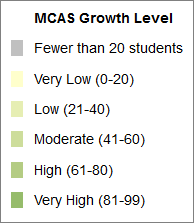 MCAS Growth Level
Fewer than 20 students
Very Low (0-20)
Low (21-40)
Moderate (41-60)
High (61-80)
Very High (81-99)